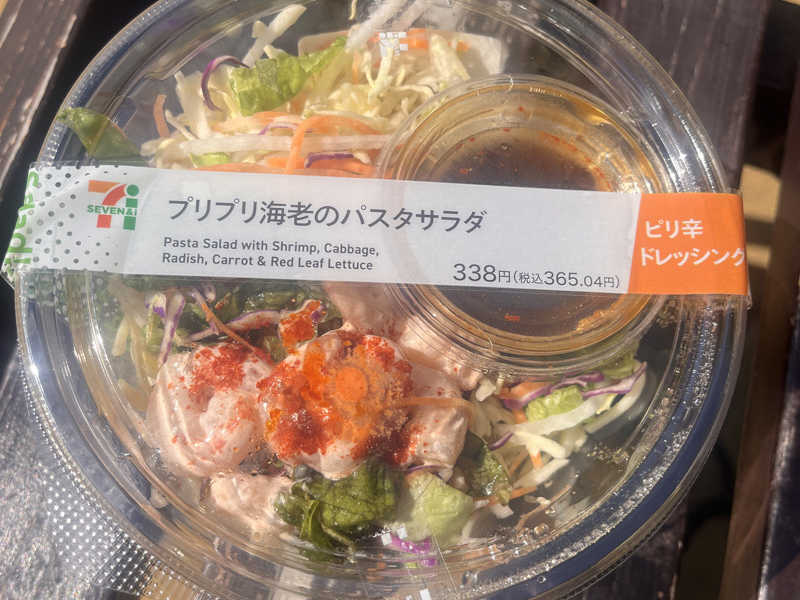 SEVEN&i
プリプリ海老のパスタサラダ
Pasta Salad with Shrimp, Cabbage,
Radish, Carrot & Red Leaf Lettuce
338円(税込365.04円)
ピリ辛
ドレッシング